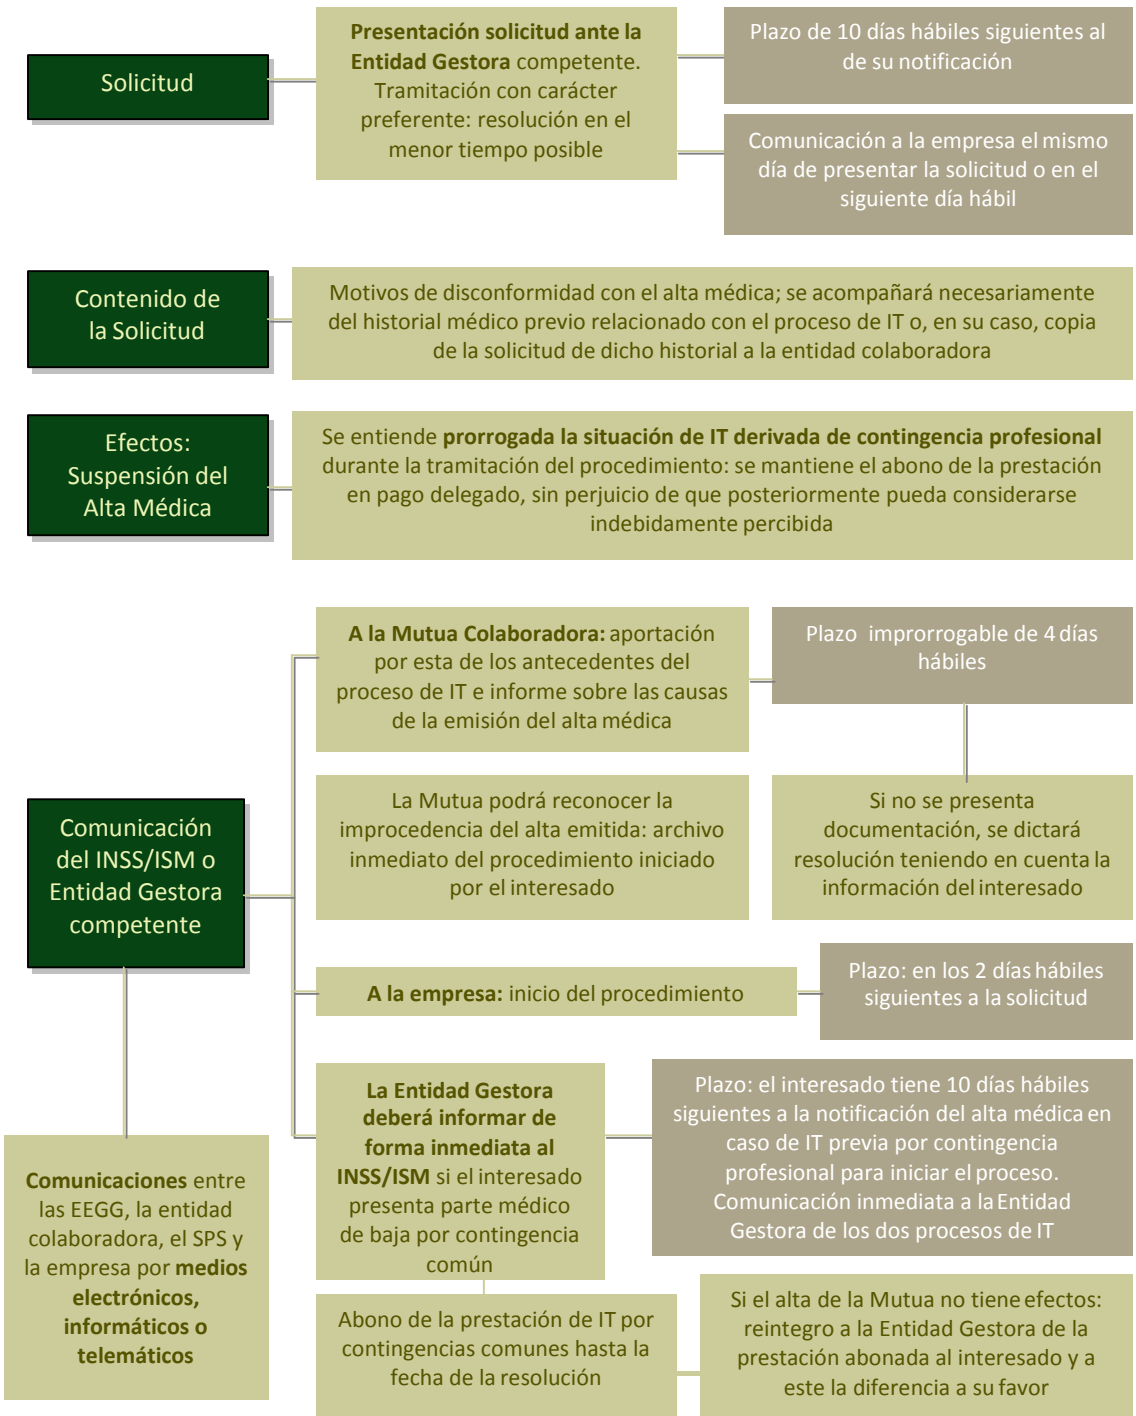 Solicitud
Presentación solicitud ante la
Entidad Gestora competente.
Tramitación con carácter
preferente: resolución en el
menor tiempo posible
Plazo de 10 días hábiles siguientes al
de su notificación
Comunicación a la empresa el mismo
día de presentar la solicitud o en el
siguiente día hábil
Contenido de
la Solicitud
Motivos de disconformidad con el alta médica; se acompañará necesariamente
del historial médico previo relacionado con el proceso de IT o, en su caso, copia
de la solicitud de dicho historial a la entidad colaboradora
Efectos:
Suspensión del
Alta Médica
Se entiende prorrogada la situación de IT derivada de contingencia profesional
durante la tramitación del procedimiento: se mantiene el abono de la prestación
en pago delegado, sin perjuicio de que posteriormente pueda considerarse
indebidamente percibida
Comunicación
del INSS/ISM o
Entidad Gestora
competente
A la Mutua Colaboradora: aportación
por esta de los antecedentes del
proceso de IT e informe sobre las causas
de la emisión del alta médica
Plazo improrrogable de 4 días
hábiles
La Mutua podrá reconocer la
improcedencia del alta emitida: archivo
inmediato del procedimiento iniciado
por el interesado
Si no se presenta
documentación, se dictará
resolución teniendo en cuenta la
información del interesado
A la empresa: inicio del procedimiento
Plazo: en los 2 días hábiles
siguientes a la solicitud
La Entidad Gestora
deberá informar de
forma inmediata al
INSS/ISM si el interesado
presenta parte médico
de baja por contingencia
común
Plazo: el interesado tiene 10 días hábiles
siguientes a la notificación del alta médica en
caso de IT previa por contingencia
profesional para iniciar el proceso.
Comunicación inmediata a la Entidad
Gestora de los dos procesos de IT
Comunicaciones entre
las EEGG, la entidad
colaboradora, el SPS y
la empresa por medios
electrónicos,
informáticos o
telemáticos
Abono de la prestación de IT por
contingencias comunes hasta la
fecha de la resolución
Si el alta de la Mutua no tiene efectos:
reintegro a la Entidad Gestora de la
prestación abonada al interesado y a
este la diferencia a su favor